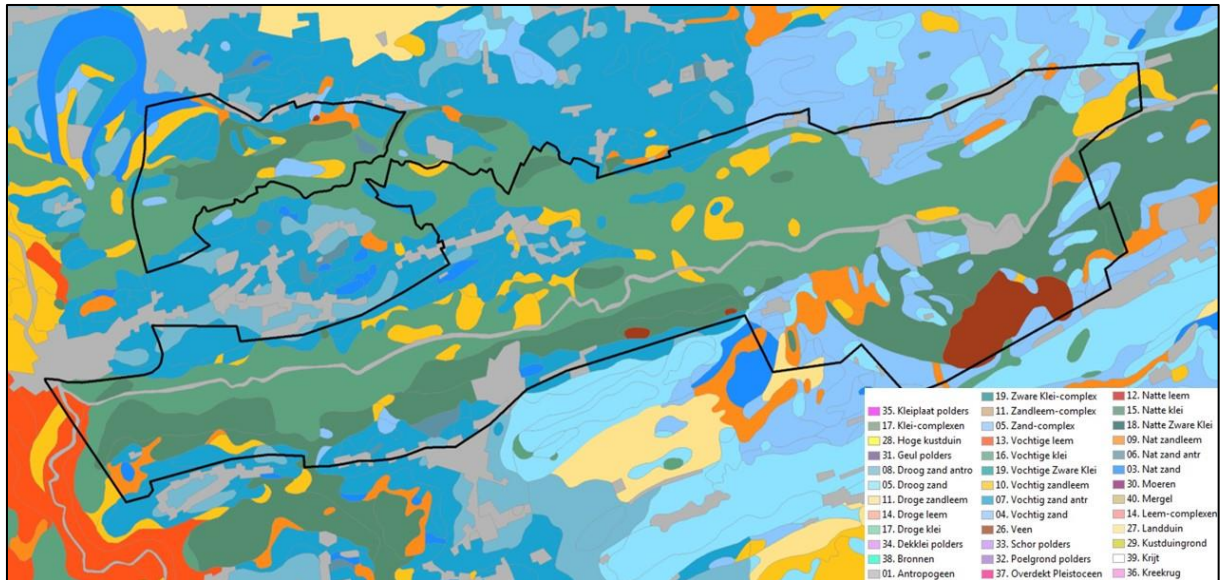 35. Kleiplaat polders
17. Klei-complexen
28. Hoge kustduin
31. Geul polders
08. Droog zand antro
05. Droog zand
11. Droge zandleem
14. Droge leem
17. Droge klei
34. Dekklei polders
38. Bronnen
01. Antropogeen
19. Zware Klei-complex
11. Zandleem-complex
05. Zand-complex
13. Vochtige leem
16. Vochtige klei
19. Vochtige Zware Klei
10. Vochtig zandleem
07. Vochtig zand antr
04. Vochtig zand
26. Veen
33. Schor polders
32. Poelgrond polders
37. Overdekt Pleistoceen
12. Natte leem
15. Natte klei
18. Natte Zware Klei
09. Nat zandleem
06. Nat zand antr
03. Nat zand
30. Moeren
40. Mergel
14. Leem-complexen
27. Landduin
29. Kustduingrond
39. Krijt
36. Kreekrug